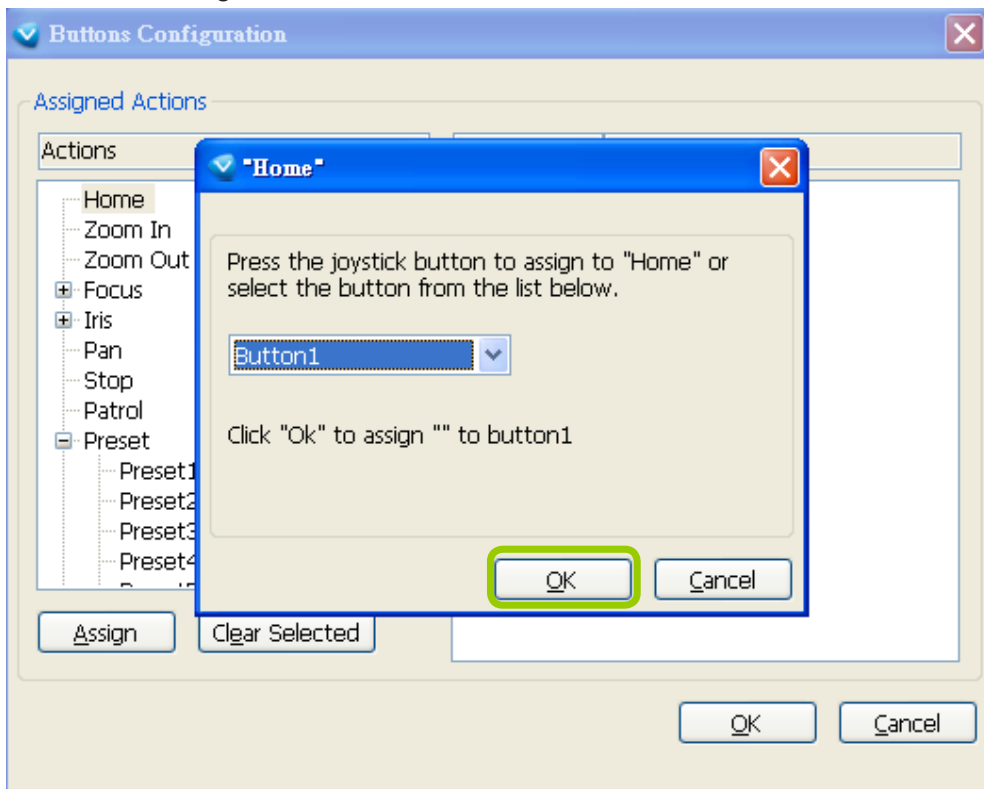 Buttons Configuration
Assigned Actions
Actions
"Home"
Home
Zoom In
Zoom Out
Focus
Iris
Pan
Stop
Patrol
Preset
Preset1
Preset2
Preset3
Preset4
Press the joystick button to assign to "Home" or
select the button from the list below.
Button1
Click "Ok" to assign "" to button1
OK Cancel
Assign Clear Selected
OK Cancel